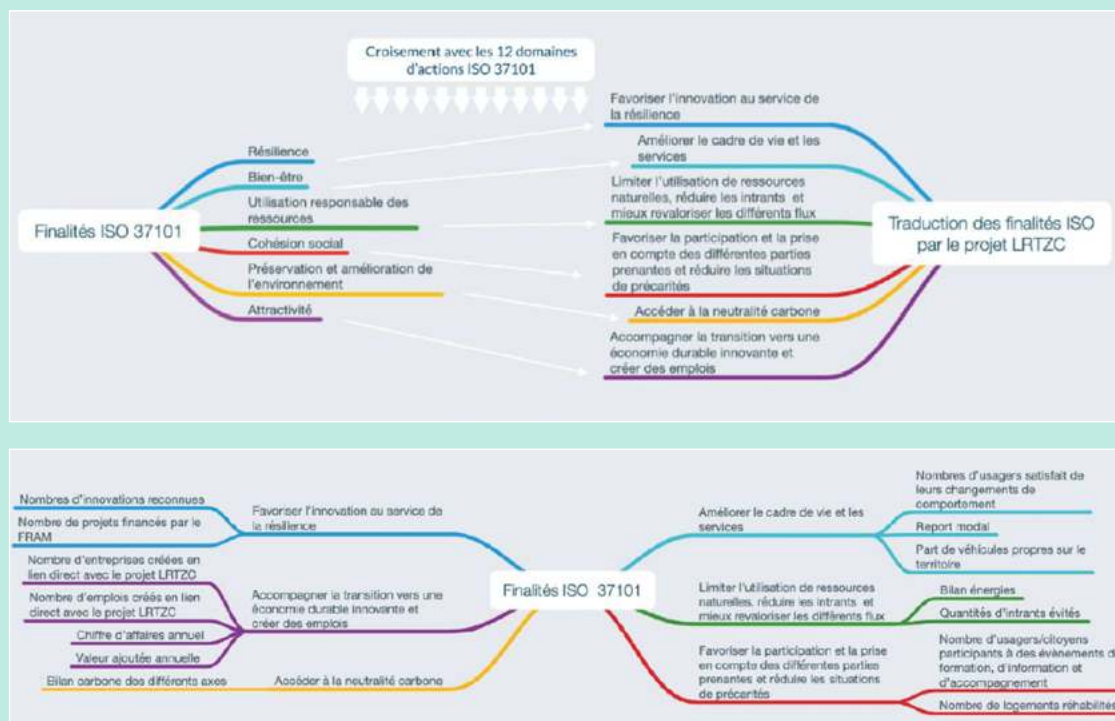 Croisement avec les 12 domaines
d'actions ISO 37101
Finalités ISO 37101
Résilience
Bien-être
Utilisation responsable des
ressources
Cohésion social
Préservation et amélioration de
l'environnement
Attractivité
Favoriser l'innovation au service de
la résilience
Améliorer le cadre de vie et les
services
Limiter l'utilisation de ressources
naturelles, réduire les intrants et
mieux revaloriser les différents flux
Favoriser la participation et la prise
en compte des différentes parties
prenantes et réduire les situations
de précarités
Accéder à la neutralité carbone
Accompagner la transition vers une
économie durable innovante et
créer des emplois
Traduction des finalités ISO
par le projet LRTZC
Nombres d'innovations reconnues
Nombre de projets financés par le
FRAM
Nombre d'entreprises créées en
lien direct avec le projet LRTZC
Nombre d'emplois créés en lien
direct avec le projet LRTZC
Chiffre d'affaires annuel
Valeur ajoutée annuelle
Bilan carbone des différents axes
Favoriser l'innovation au service de
la résilience
Accompagner la transition vers une
économie durable innovante et
créer des emplois
Accéder à la neutralité carbone
Finalités ISO 37101
Améliorer le cadre de vie et les
services
Limiter l'utilisation de ressources
naturelles, réduire les intrants et
mieux revaloriser les différents flux
Favoriser la participation et la prise
en compte des différentes parties
prenantes et réduire les situations
de précarités
Nombres d'usagers satisfait de
leurs changements de
comportement
Report modal
Part de véhicules propres sur le
territoire
Bilan énergies
Quantités d'intrants évités
Nombre d'usagers/citoyens
participants à des évènements d
formation, d'information et
d'accompagnement
Nombre de logements réhabilités